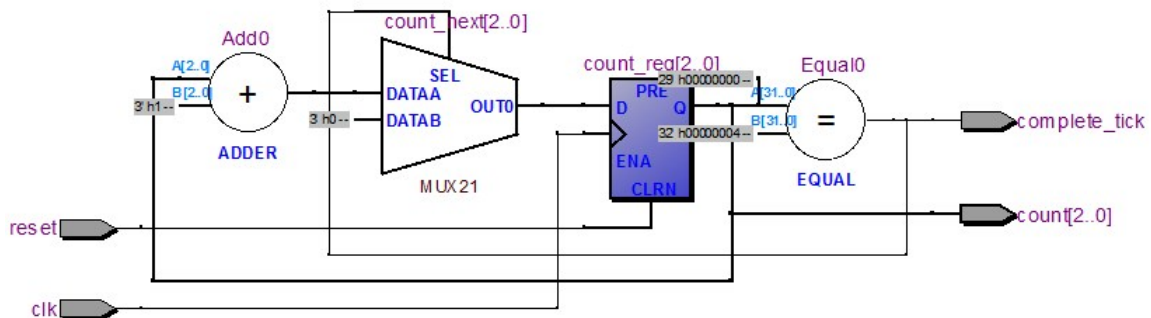 count_next[2..0]
Add0
count_reg[2..0]
Equal0
A[2..0]
SEL
29 h00000000 --
PRE
A[31..0]
B[2..0]
3' h1 --
+
DATAA
OUT0
D
Q
B[31..0]
=
complete_tick
3' h0 --
DATAB
32 h00000004 --
ADDER
ENA
EQUAL
MUX21
CLRN
reset
count[2..0]
clk